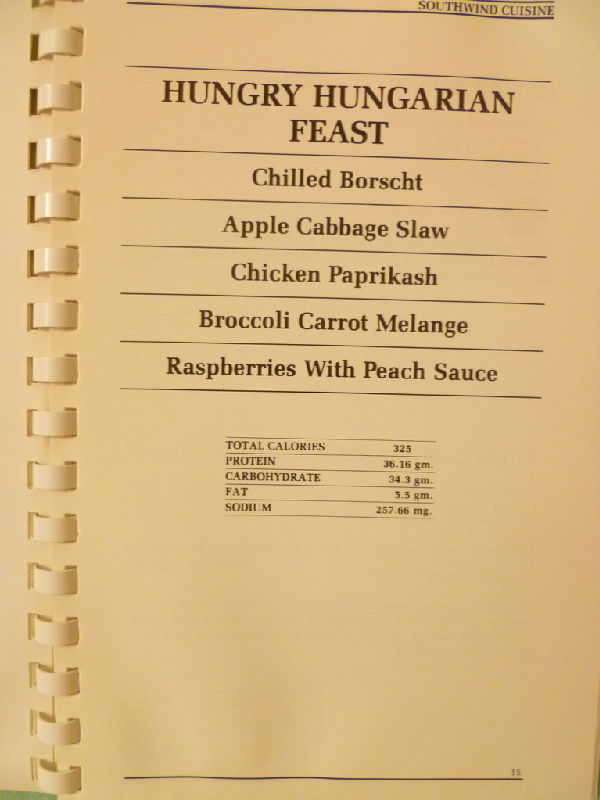 SOUTHWIND CUISINE
HUNGRY HUNGARIAN
FEAST
Chilled Borscht
Apple Cabbage Slaw
Chicken Paprikash
Broccoli Carrot Melange
Raspberries With Peach Sauce
TOTAL CALORIES 325
PROTEIN 36.16 gm.
CARBOHYDRATE 34.3 gm.
FAT 5.5 gm.
SODIUM 257.66 mg.
15